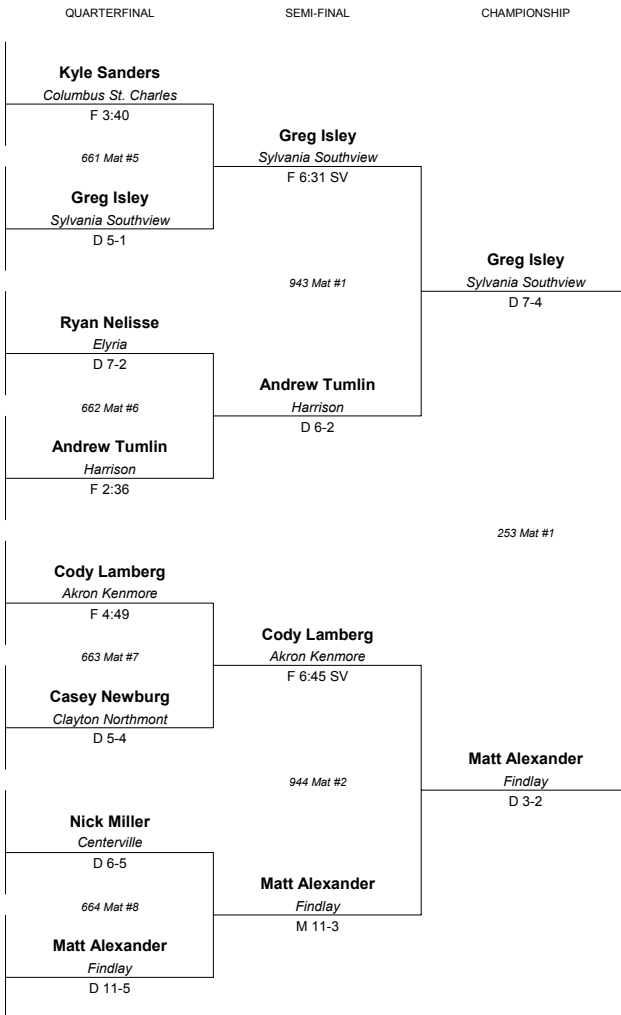 QUARTERFINAL SEMI-FINAL CHAMPIONSHIP
Kyle Sanders
Columbus St. Charles
F 3:40
Greg Isley
661 Mat #5
Sylvania Southview
F 6:31 SV
Greg Isley
Sylvania Southview
D 5-1
Greg Isley
943 Mat #1
Sylvania Southview
D 7-4
Ryan Nelisse
Elyria
D 7-2
Andrew Tumlin
662 Mat #6
Harrison
D 6-2
Andrew Tumlin
Harrison
F 2:36
253 Mat #1
Cody Lamberg
Akron Kenmore
F 4:49
Cody Lamberg
663 Mat #7
Akron Kenmore
F 6:45 SV
Casey Newburg
Clayton Northmont
D 5-4
Matt Alexander
944 Mat #2
Findlay
D 3-2
Nick Miller
Centerville
D 6-5
Matt Alexander
664 Mat #8
Findlay
M 11-3
Matt Alexander
Findlay
D 11-5